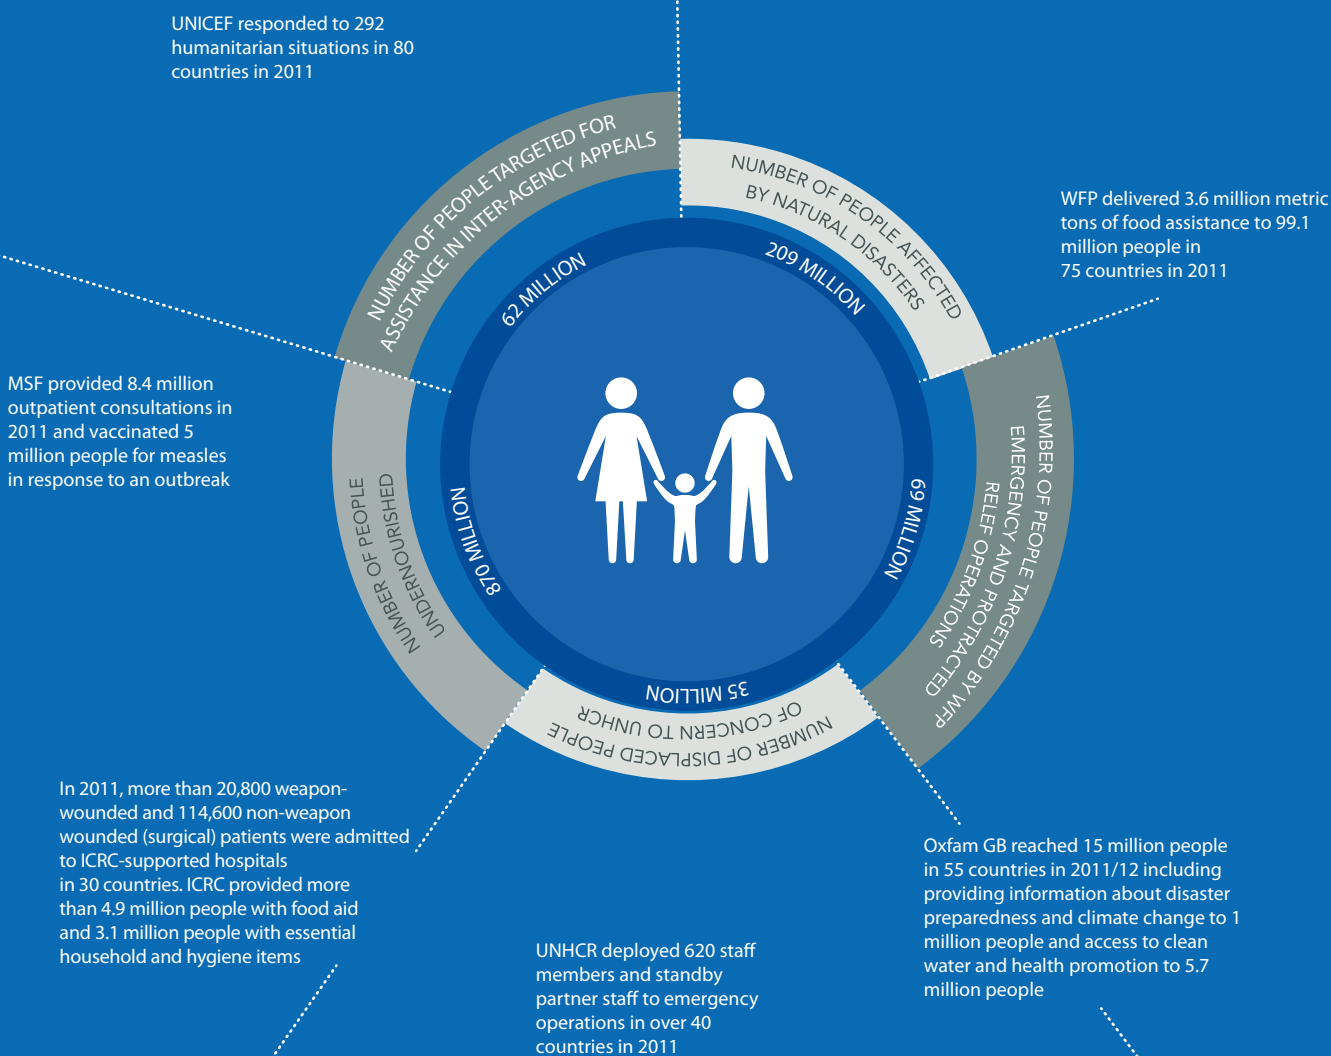 UNICEF responded to 292
humanitarian situations in 80
countries in 2011
NUMBER OF PEOPLE TARGETED FOR
ASSISTANCE IN INTER-AGENCY APPEALS
62 MILLION
NUMBER OF PEOPLE AFFECTED
BY NATURAL DISASTERS
209 MILLION
WFP delivered 3.6 million metric
tons of food assistance to 99.1
million people in
75 countries in 2011
MSF provided 8.4 million
outpatient consultations in
2011 and vaccinated 5
million people for measles
in response to an outbreak
NUMBER OF PEOPLE
UNDERNOURISHED
870 MILLION
NUMBER OF PEOPLE TARGETED BY WFP
EMERGENCY AND PROTRACTED
RELEF OPERATIONS
69 MILLION
35 MILLION
NUMBER OF DISPLACED PEOPLE
OF CONCERN TO UNHCR
In 2011, more than 20,800 weapon-
wounded and 114,600 non-weapon
wounded (surgical) patients were admitted
to ICRC-supported hospitals
in 30 countries. ICRC provided more
than 4.9 million people with food aid
and 3.1 million people with essential
household and hygiene items
UNHCR deployed 620 staff
members and standby
partner staff to emergency
operations in over 40
countries in 2011
Oxfam GB reached 15 million people
in 55 countries in 2011/12 including
providing information about disaster
preparedness and climate change to 1
million people and access to clean
water and health promotion to 5.7
million people